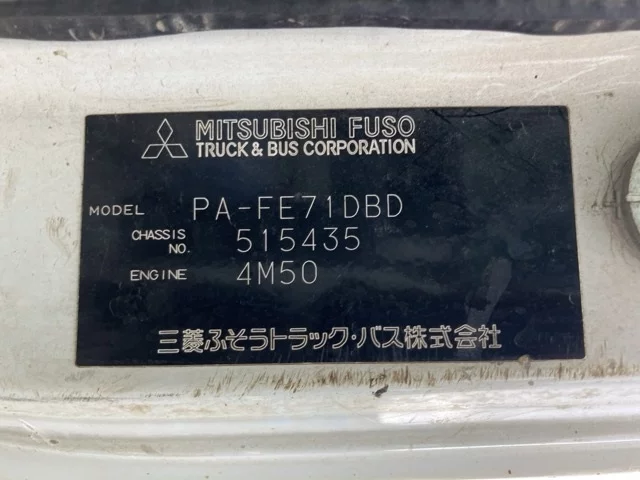 MITSUBISHI FUSO
TRUCK & BUS CORPORATION
MODEL PA-FE71DBD
CHASSIS NO. 515435
ENGINE 4M50
三菱ふそうトラック・バス株式会社